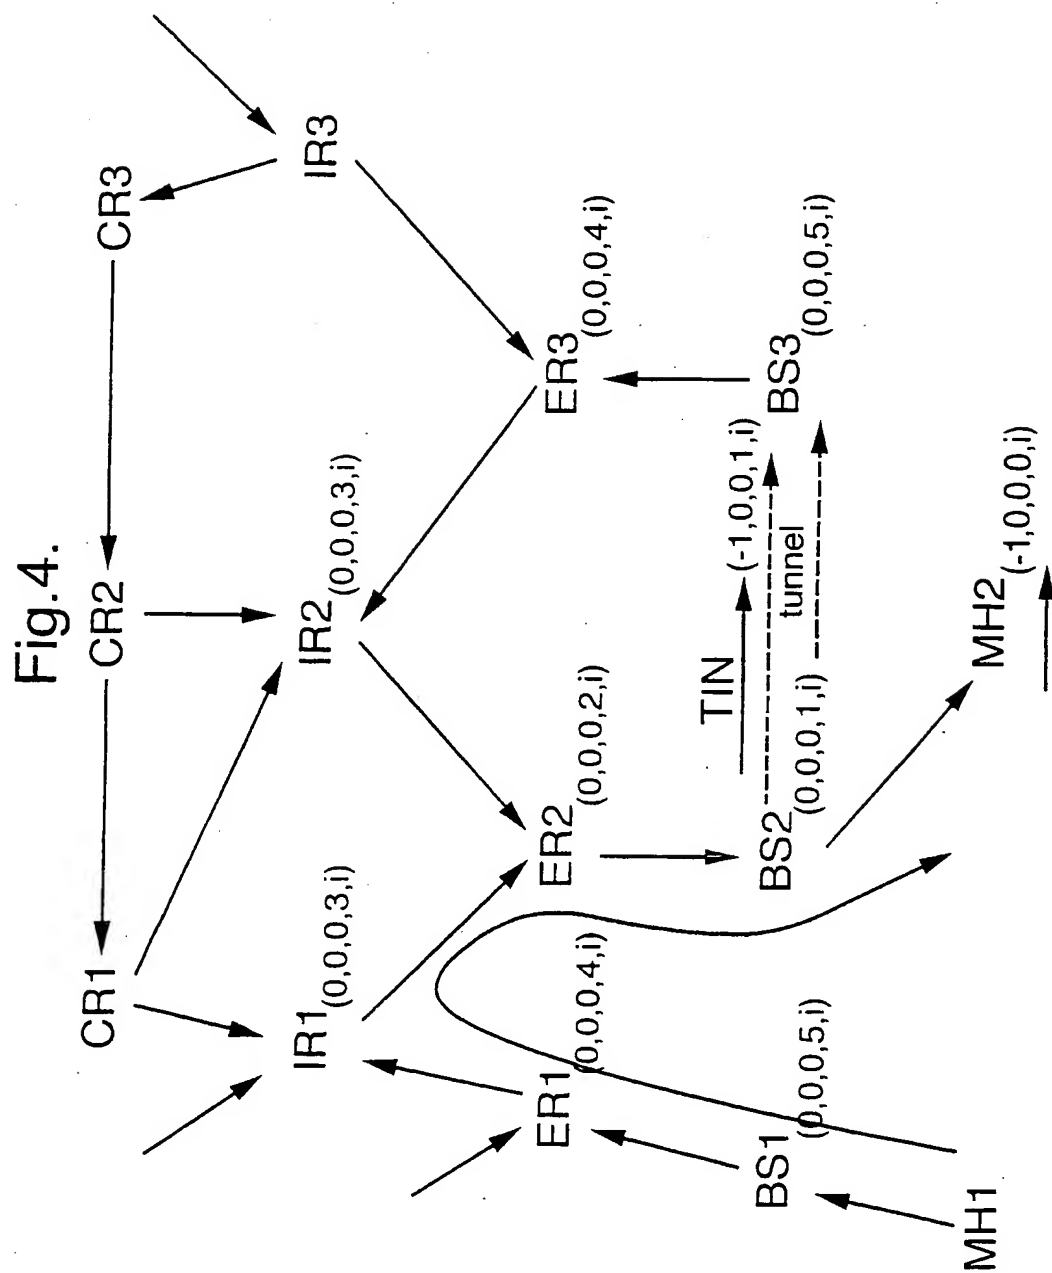 Fig.4.
CR1
CR2
CR3
IR1(0,0,0,3,i)
IR2(0,0,0,3,i)
IR3
ER1(0,0,0,4,i)
ER2(0,0,0,2,i)
ER3(0,0,0,4,i)
TIN
(-1,0,0,1,i)
tunnel
BS1(0,0,0,5,i)
BS2(0,0,0,1,i)
BS3(0,0,0,5,i)
MH1
MH2(-1,0,0,0,i)